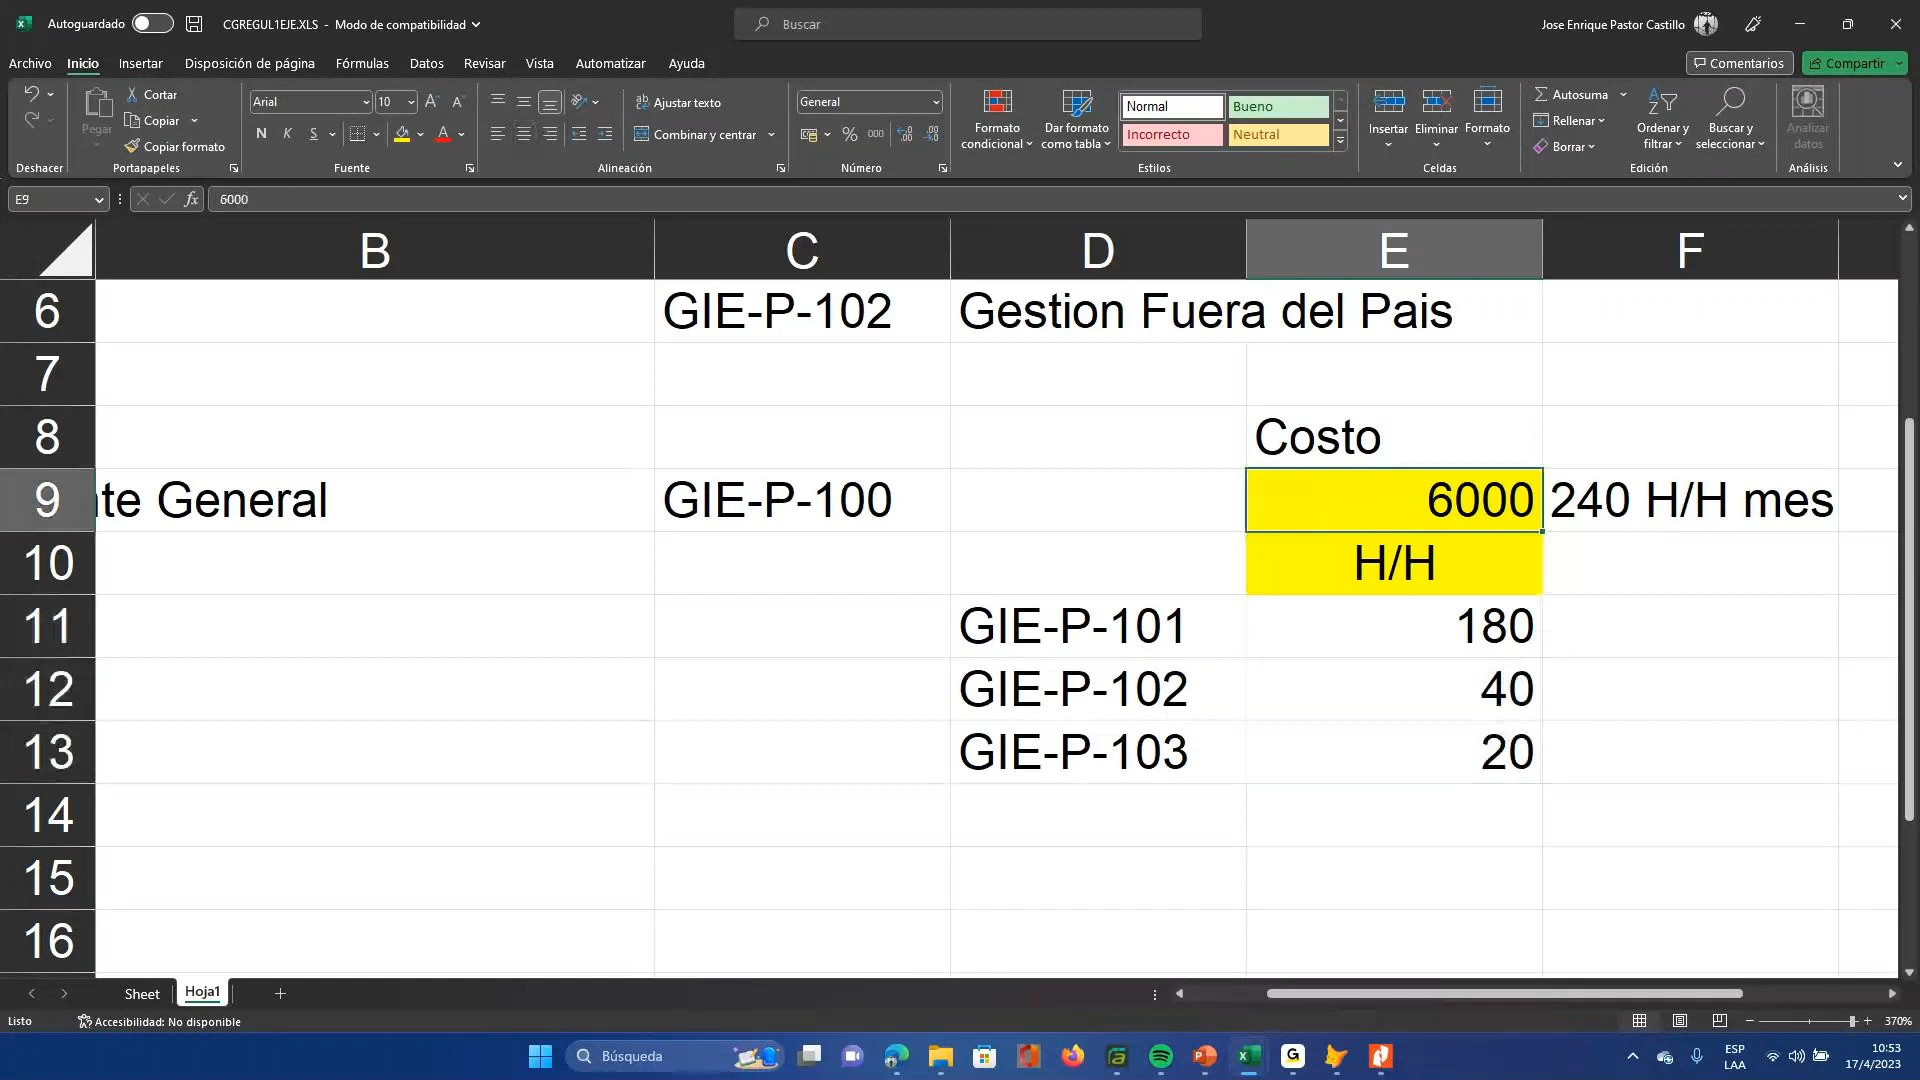 Autoguardado
CGREGUL1EJE.XLS - Modo de compatibilidad
Buscar
Jose Enrique Pastor Castillo
Archivo Inicio Insertar Disposición de página Fórmulas Datos Revisar Vista Automatizar Ayuda
Comentarios Compartir
Pegar
Cortar
Copiar
Copiar formato
Arial 10
N K S
Ajustar texto
Combinar y centrar
General
% 000
Formato condicional
Dar formato como tabla
Normal Bueno
Incorrecto Neutral
Insertar Eliminar Formato
Autosuma
Rellenar
Borrar
Ordenar y filtrar
Buscar y seleccionar
Analizar datos
Deshacer Portapapeles Fuente Alineación Número Estilos Celdas Edición Análisis
E9 fx 6000
B C D E F
6 GIE-P-102 Gestion Fuera del Pais
7
8 Costo
9 te General GIE-P-100 6000 240 H/H mes
10 H/H
11 GIE-P-101 180
12 GIE-P-102 40
13 GIE-P-103 20
14
15
16
Sheet Hoja1
Listo Accesibilidad: No disponible 370%
Búsqueda
ESP
LAA
10:53
17/4/2023